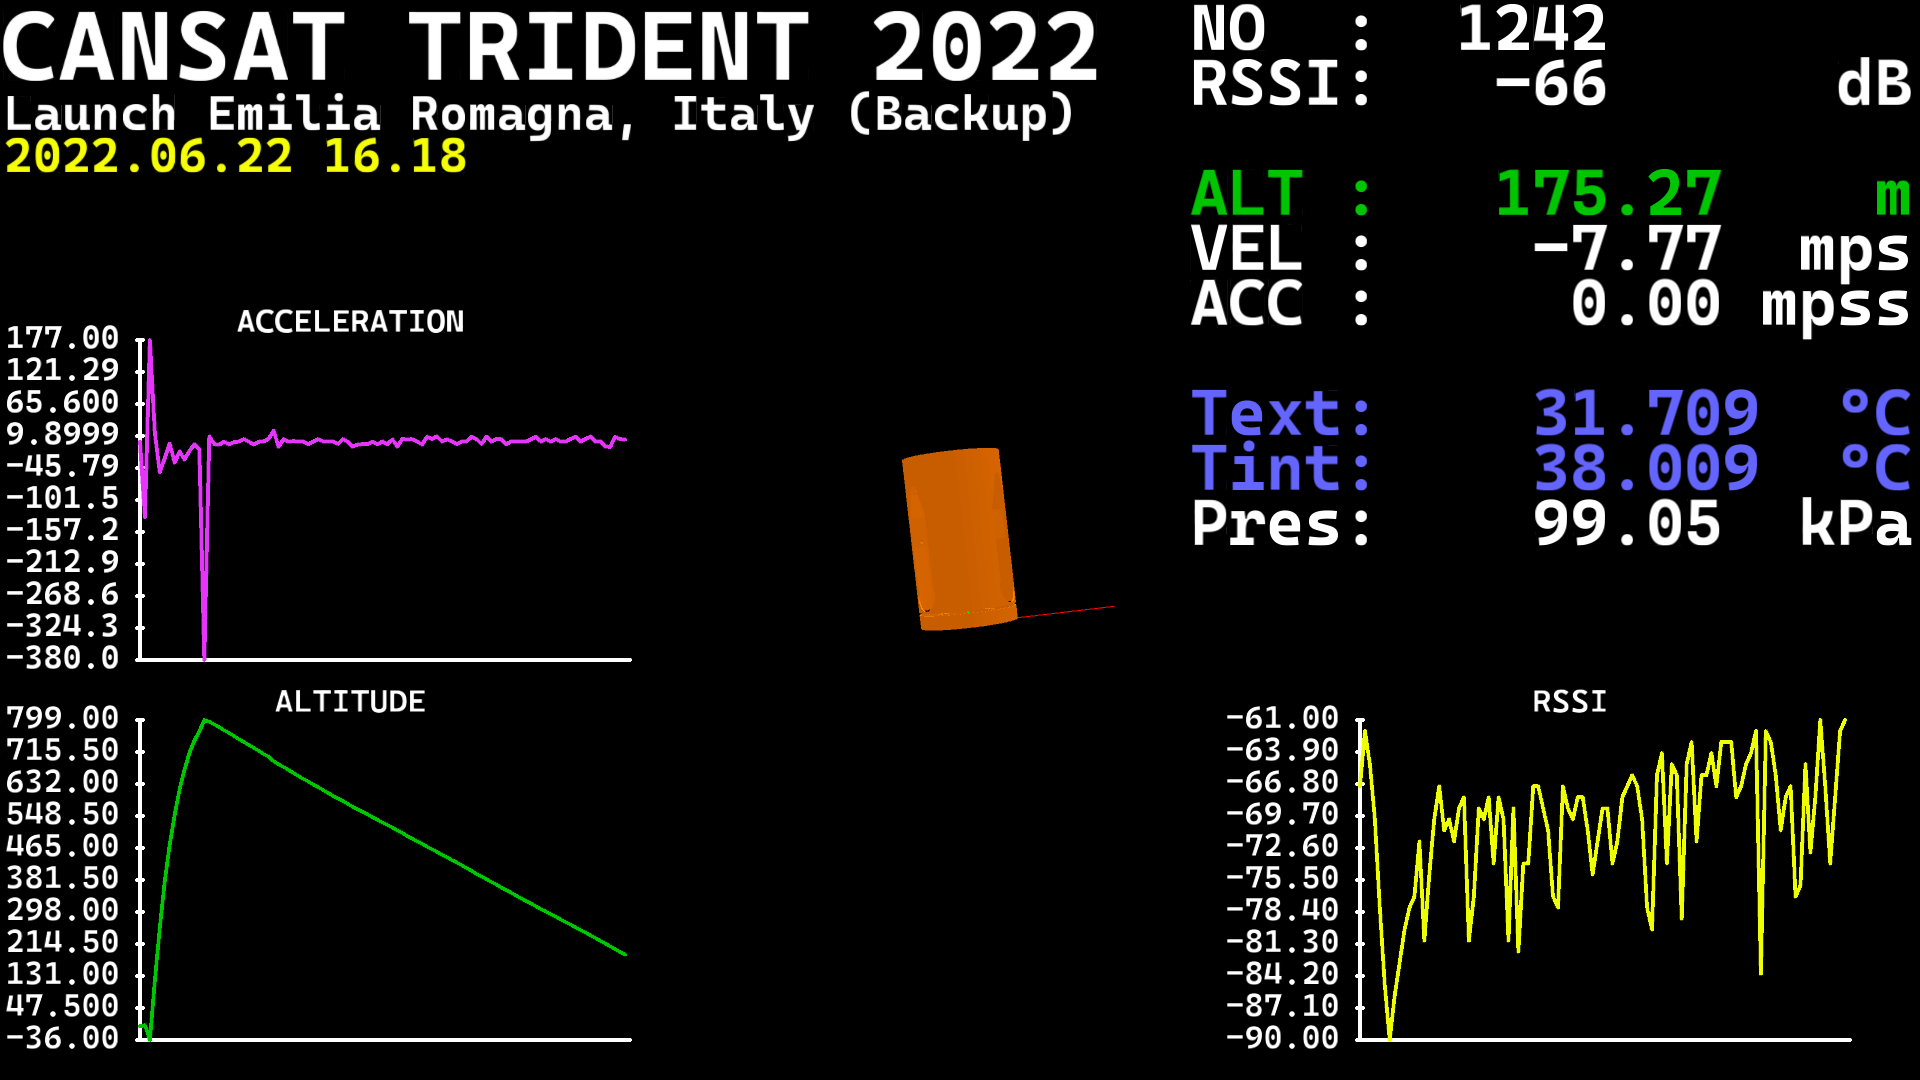 CANSAT TRIDENT 2022
Launch Emilia Romagna, Italy (Backup)
2022.06.22 16.18
NO : 1242
RSSI: -66 dB
ALT : 175.27 m
VEL : -7.77 mps
ACC : 0.00 mpss
Text: 31.709 °C
Tint: 38.009 °C
Pres: 99.05 kPa
ACCELERATION
177.00
121.29
65.600
9.8999
-45.79
-101.5
-157.2
-212.9
-268.6
-324.3
-380.0
ALTITUDE
799.00
715.50
632.00
548.50
465.00
381.50
298.00
214.50
131.00
47.500
-36.00
RSSI
-61.00
-63.90
-66.80
-69.70
-72.60
-75.50
-78.40
-81.30
-84.20
-87.10
-90.00